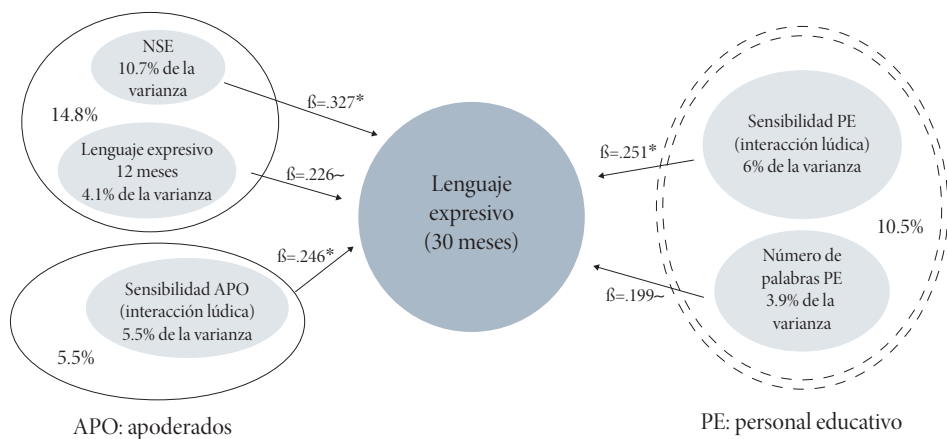 NSE
10.7% de la
varianza
14.8%
Lenguaje expresivo
12 meses
4.1% de la varianza
ß=.327*
ß=.226~
ß=.246*
Sensibilidad APO
(interacción lúdica)
5.5% de la varianza
5.5%
APO: apoderados
Lenguaje
expresivo
(30 meses)
ß=.251*
ß=.199~
Sensibilidad PE
(interacción lúdica)
6% de la varianza
10.5%
Número de
palabras PE
3.9% de la
varianza
PE: personal educativo